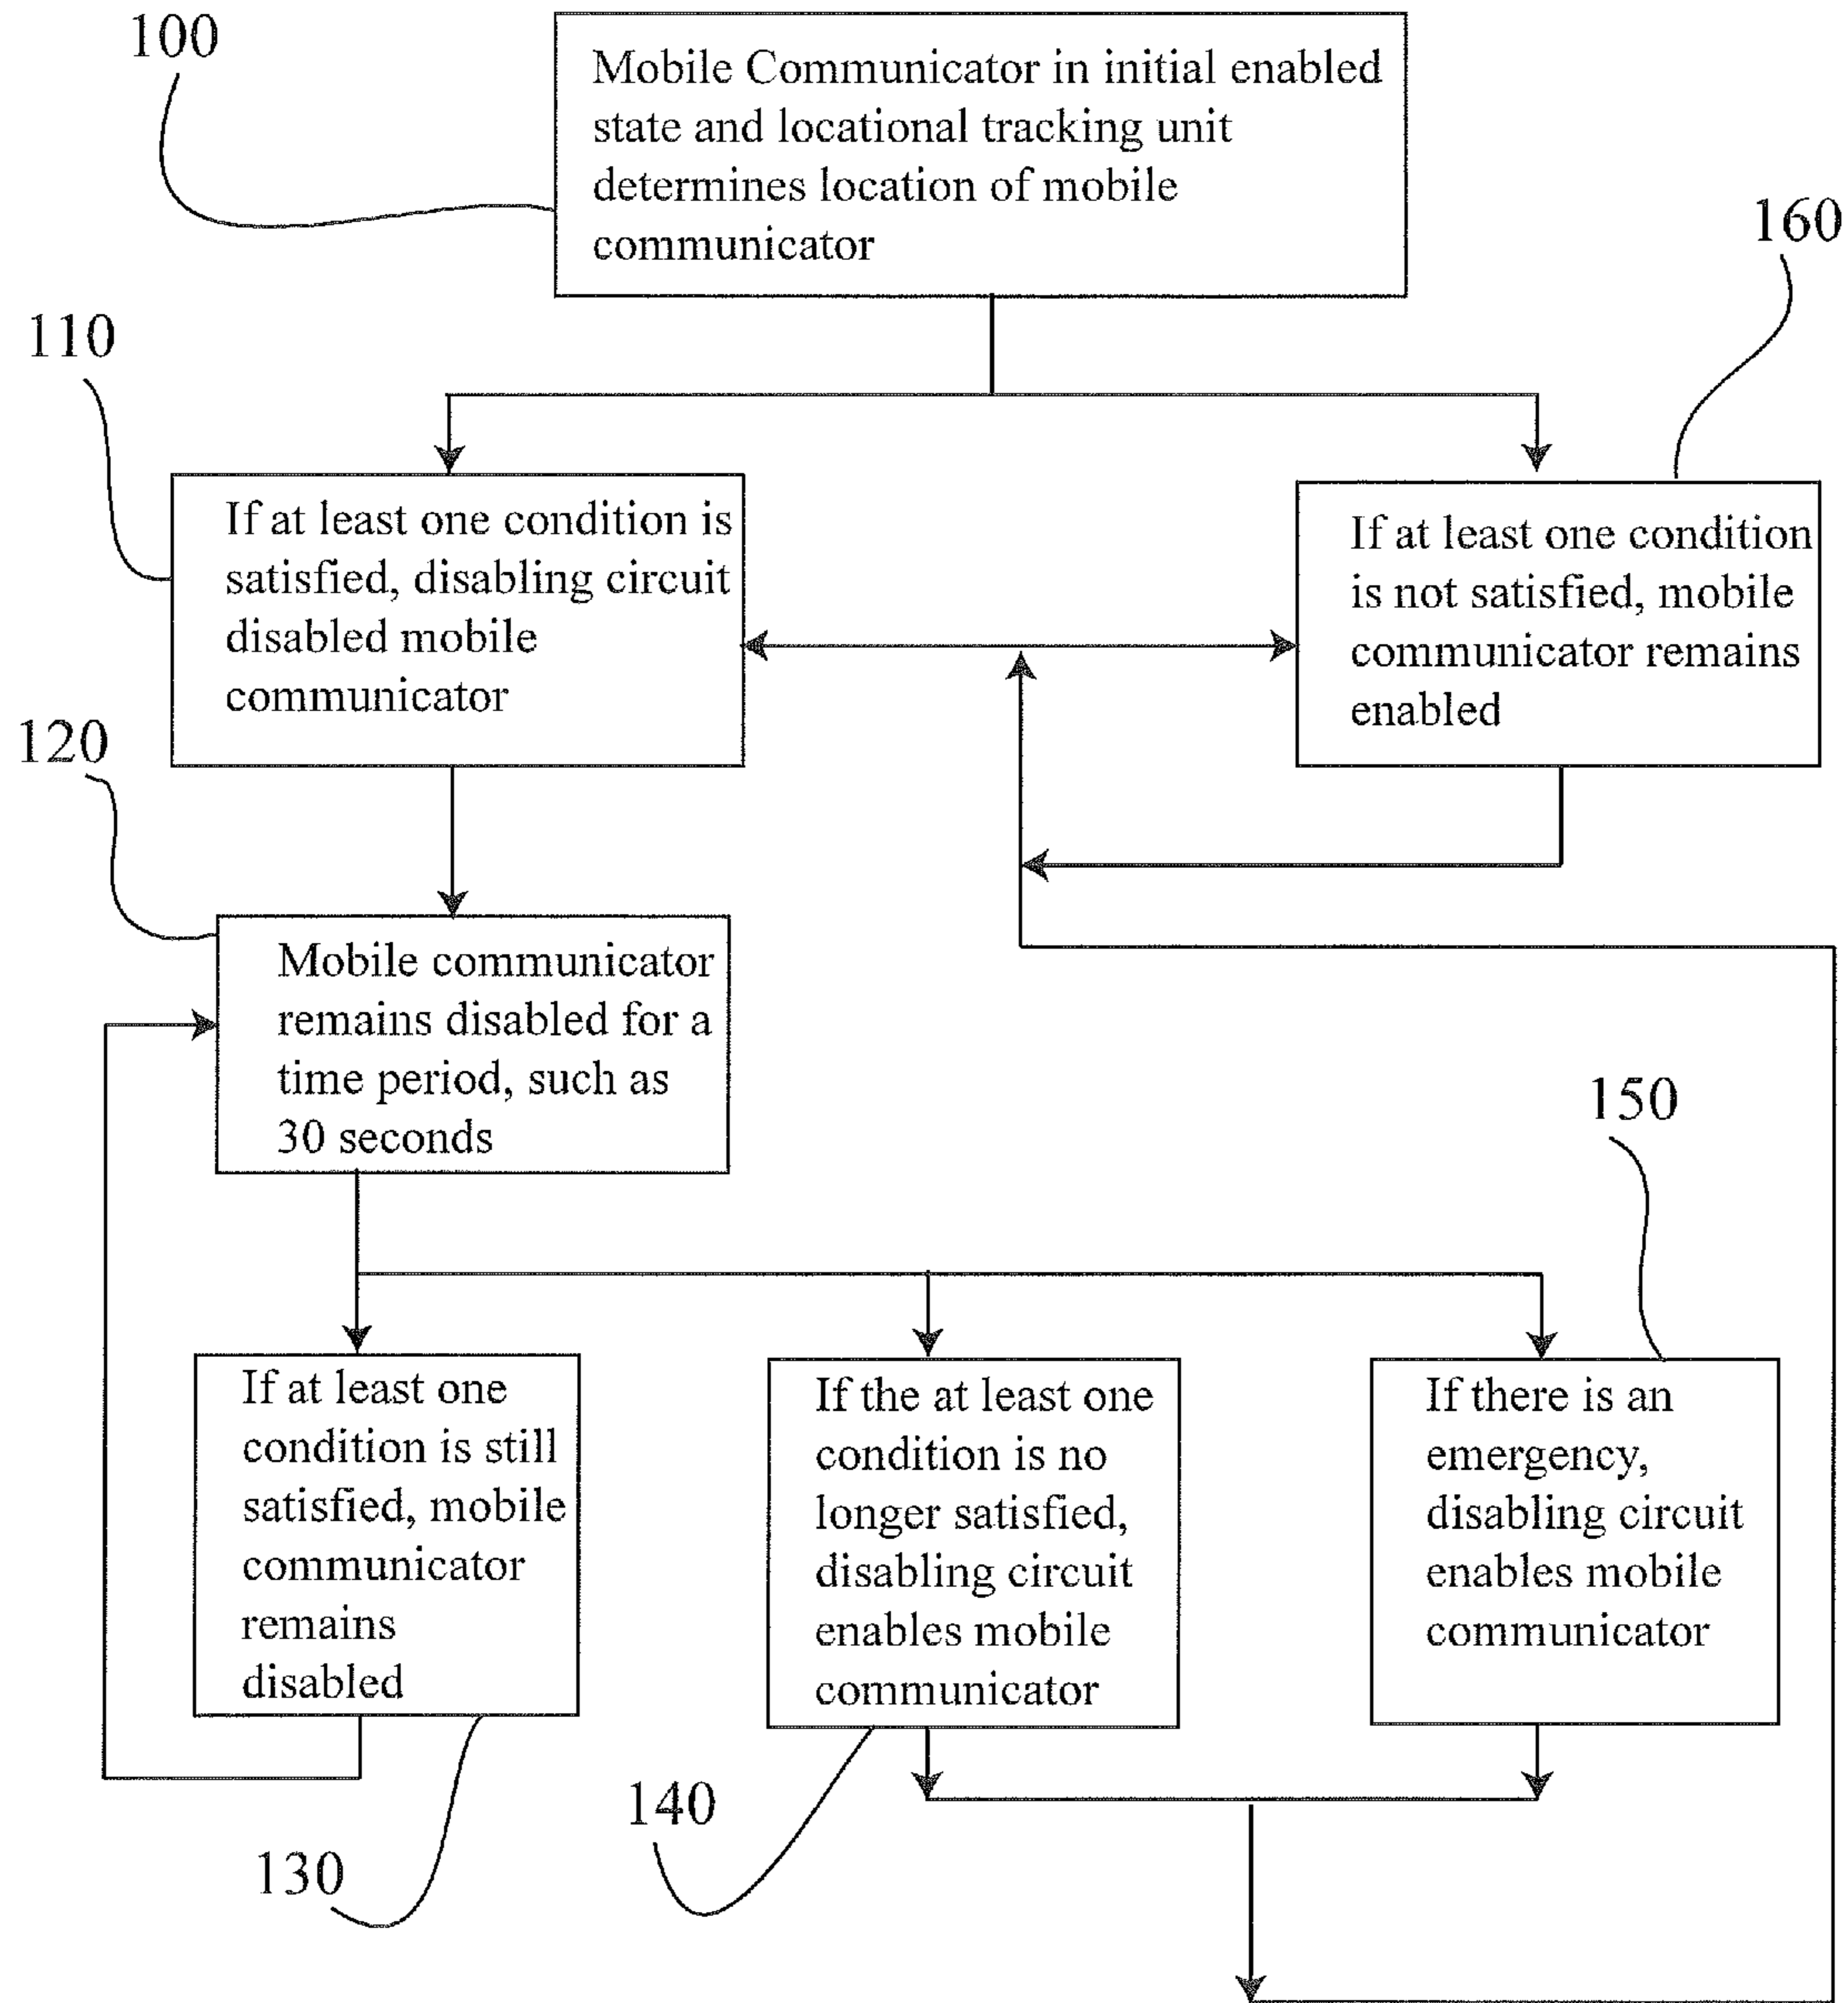 100
Mobile Communicator in initial enabled
state and locational tracking unit
determines location of mobile
communicator
160
110
If at least one condition is
satisfied, disabling circuit
disabled mobile
communicator
If at least one condition
is not satisfied, mobile
communicator remains
enabled
120
Mobile communicator
remains disabled for a
time period, such as
30 seconds
150
If at least one
condition is still
satisfied, mobile
communicator
remains
disabled
If the at least one
condition is no
longer satisfied,
disabling circuit
enables mobile
communicator
If there is an
emergency,
disabling circuit
enables mobile
communicator
130
140